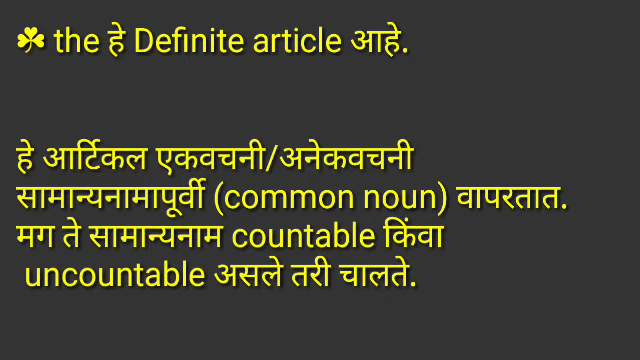 ☘ the हे Definite article आहे.
हे आर्टिकल एकवचनी/अनेकवचनी
सामान्यनामापूर्वी (common noun) वापरतात.
मग ते सामान्यनाम countable किंवा
uncountable असले तरी चालते.